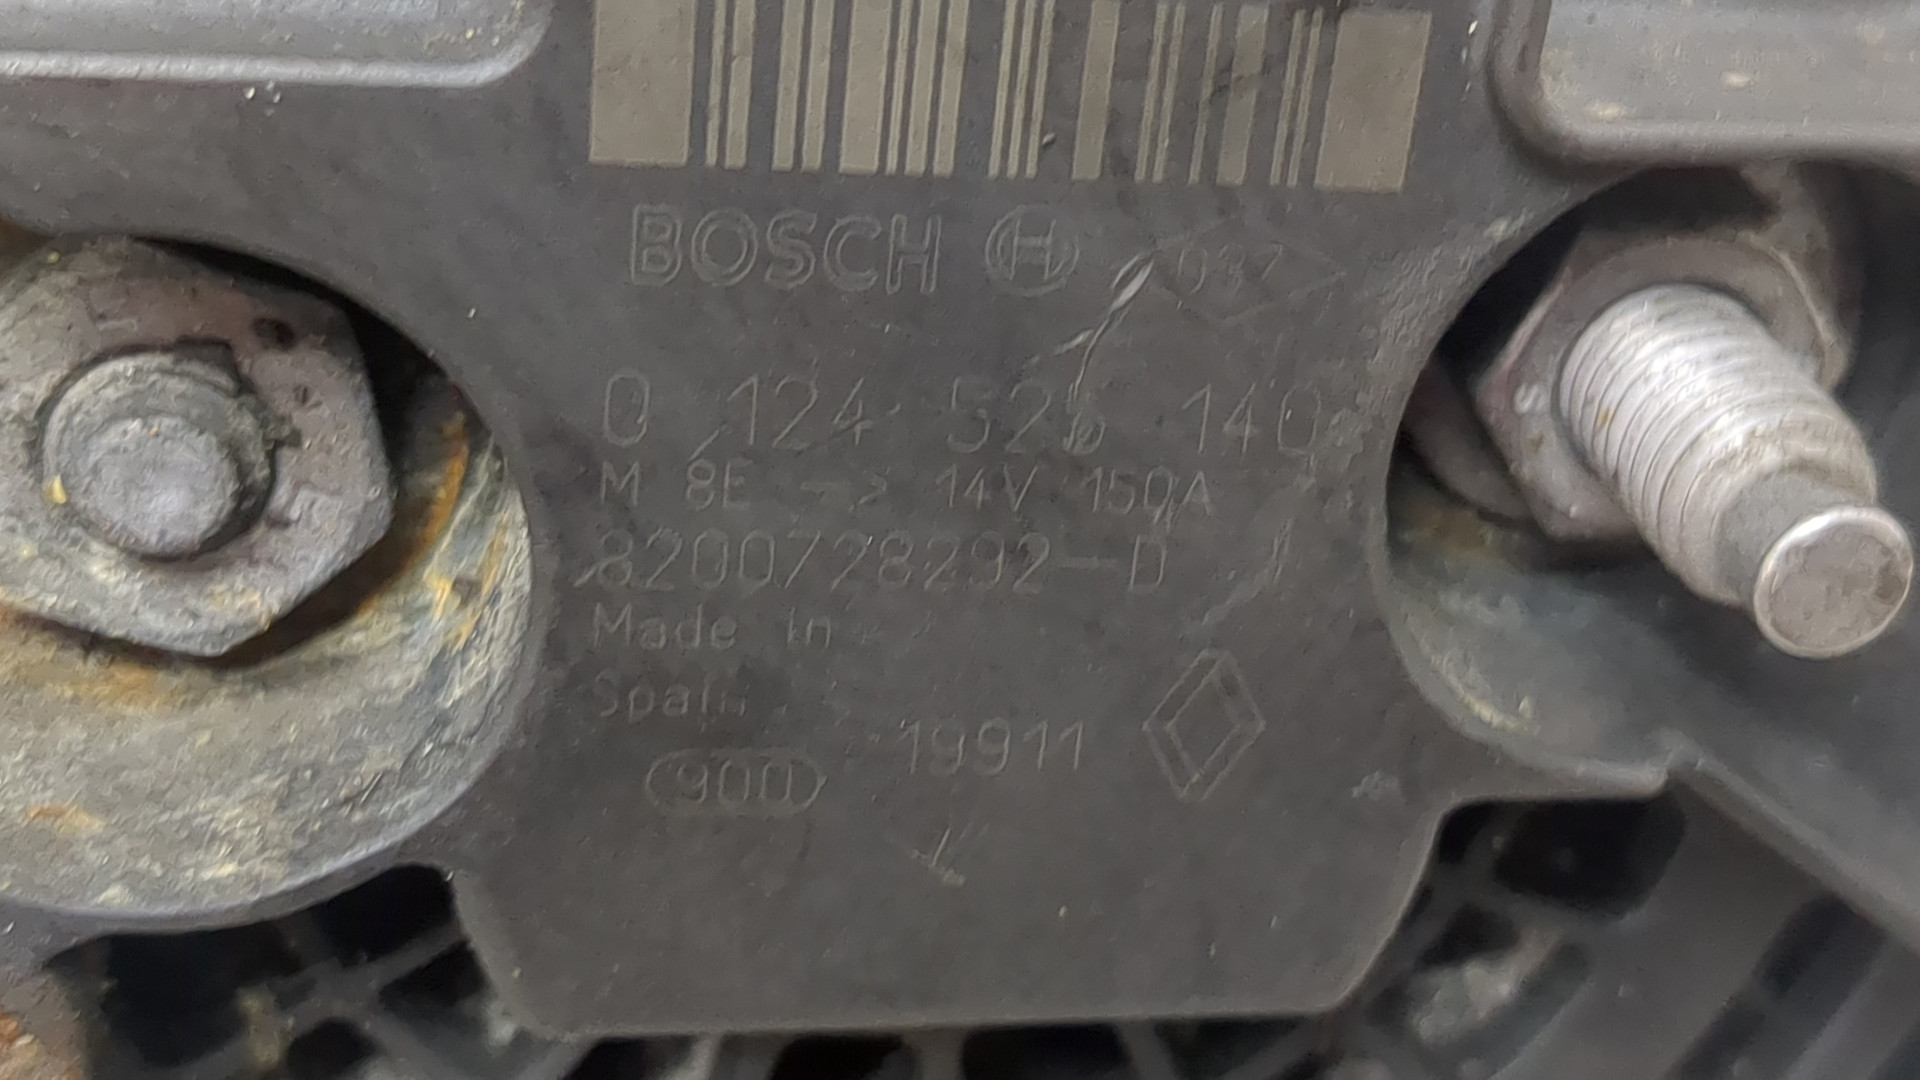 BOSCH 037
0 124 525 140
M 8E -> 14V 150A
8200728292-D
Made in
Spain
19911
900